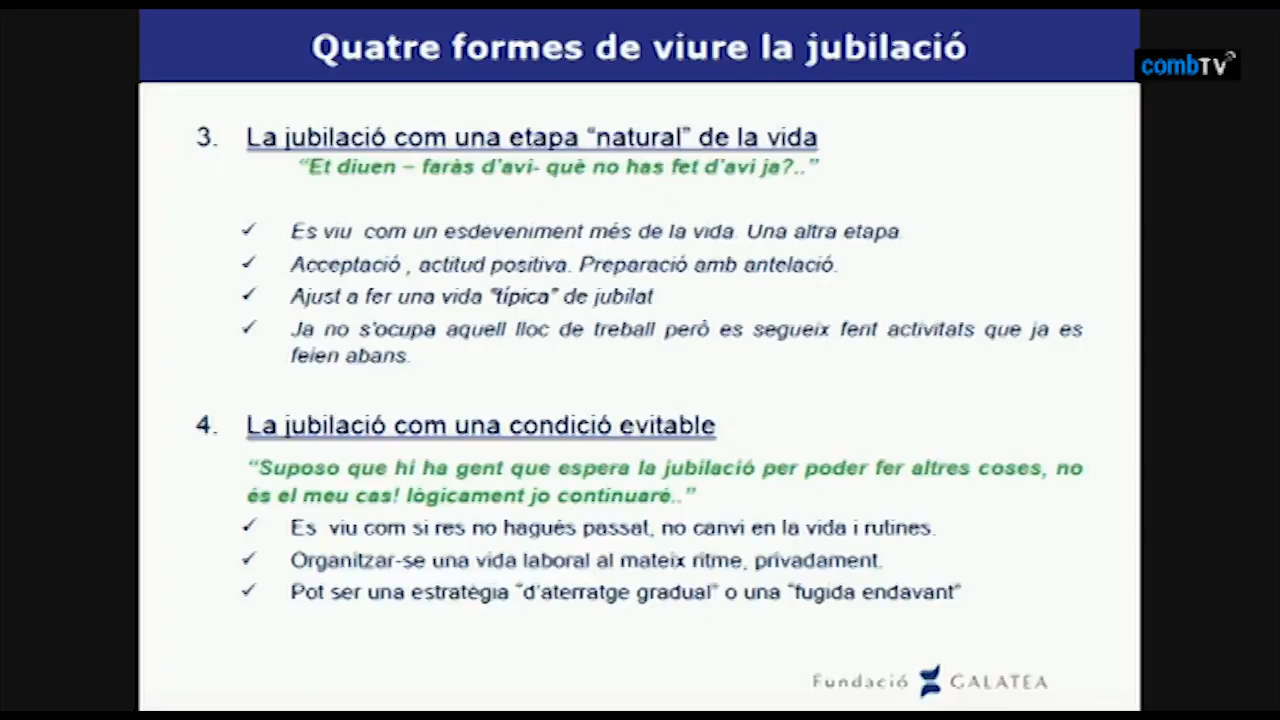 Quatre formes de viure la jubilació
combTV
3. La jubilació com una etapa “natural” de la vida
“Et diuen – faràs d'avi- què no has fet d'avi ja?..”
✓ Es viu com un esdeveniment més de la vida. Una altra etapa.
✓ Acceptació , actitud positiva. Preparació amb antelació.
✓ Ajust a fer una vida “típica” de jubilat
✓ Ja no s'ocupa aquell lloc de treball però es segueix fent activitats que ja es
feien abans.
4. La jubilació com una condició evitable
“Suposo que hi ha gent que espera la jubilació per poder fer altres coses, no
és el meu cas! lògicament jo continuaré..”
✓ Es viu com si res no hagués passat, no canvi en la vida i rutines.
✓ Organitzar-se una vida laboral al mateix ritme, privadament.
✓ Pot ser una estratègia “d'aterratge gradual” o una “fugida endavant”
Fundació GALATEA